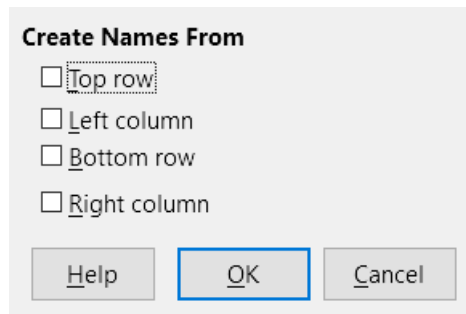 Create Names From
Top row
Left column
Bottom row
Right column
Help OK Cancel